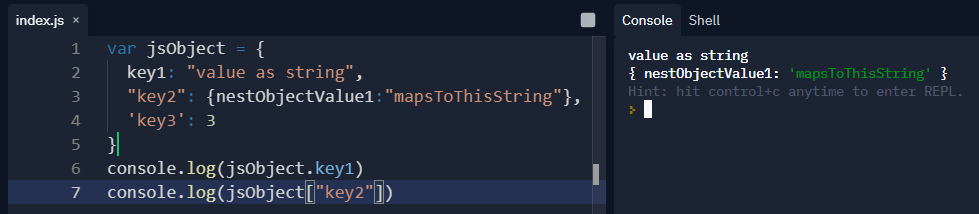 index.js ×
1 var jsObject = {
2 key1: "value as string",
3 "key2": {nestObjectValue1:"mapsToThisString"},
4 'key3': 3
5 }
6 console.log(jsObject.key1)
7 console.log(jsObject["key2"])
Console Shell
value as string
{ nestObjectValue1: 'mapsToThisString' }
Hint: hit control+c anytime to enter REPL.
>